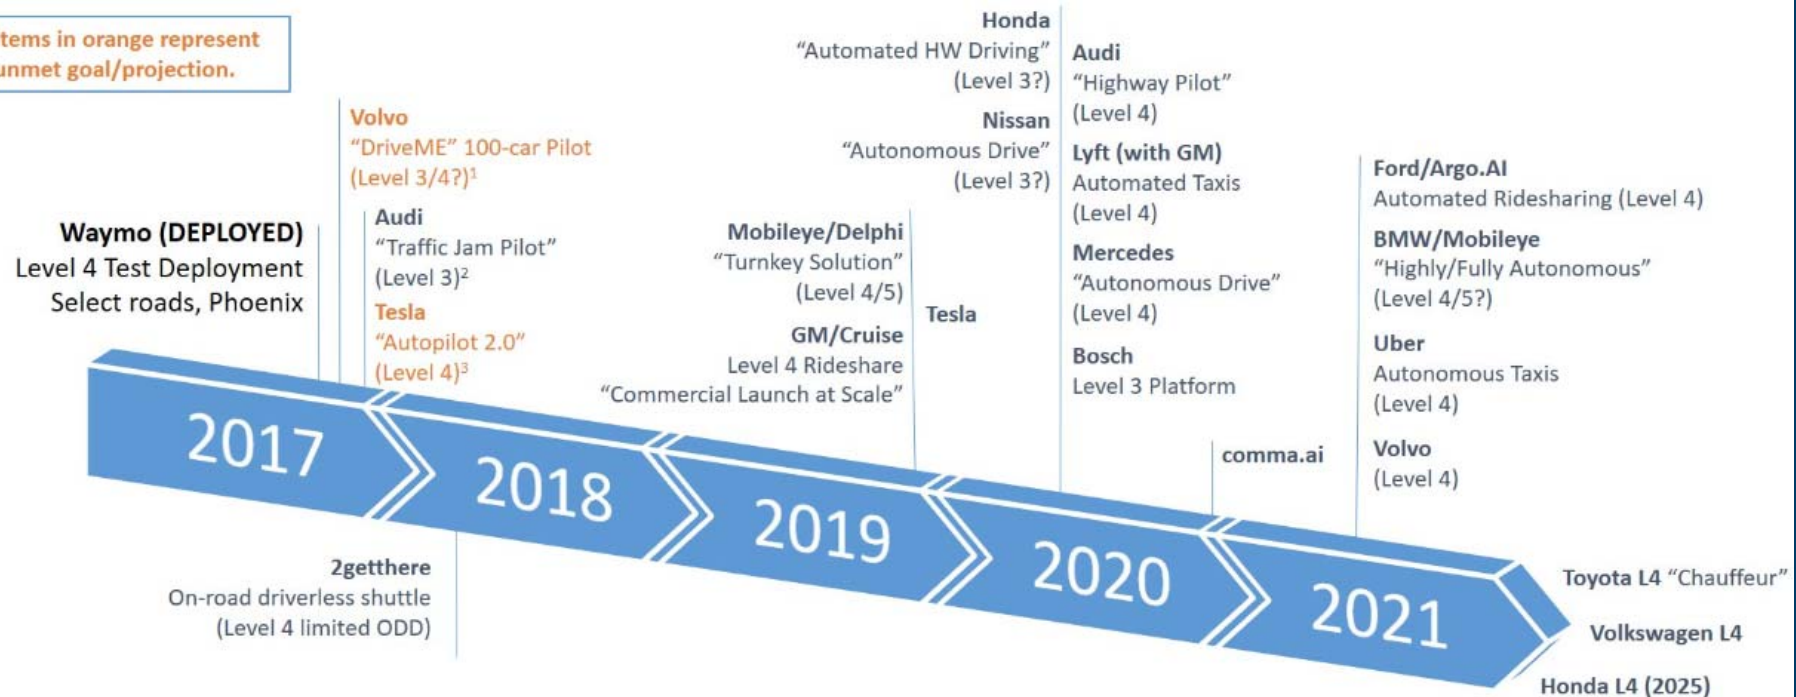 tems in orange represent
unmet goal/projection.
Waymo (DEPLOYED)
Level 4 Test Deployment
Select roads, Phoenix
Volvo
“DriveME” 100-car Pilot
(Level 3/4?)¹
Audi
“Traffic Jam Pilot”
(Level 3)²
Tesla
“Autopilot 2.0”
(Level 4)³
2getthere
On-road driverless shuttle
(Level 4 limited ODD)
Mobileye/Delphi
“Turnkey Solution”
(Level 4/5)
GM/Cruise
Level 4 Rideshare
“Commercial Launch at Scale”
Tesla
Honda
“Automated HW Driving”
(Level 3?)
Nissan
“Autonomous Drive”
(Level 3?)
Audi
“Highway Pilot”
(Level 4)
Lyft (with GM)
Automated Taxis
(Level 4)
Mercedes
“Autonomous Drive”
(Level 4)
Bosch
Level 3 Platform
comma.ai
Ford/Argo.AI
Automated Ridesharing (Level 4)
BMW/Mobileye
“Highly/Fully Autonomous”
(Level 4/5?)
Uber
Autonomous Taxis
(Level 4)
Volvo
(Level 4)
2017
2018
2019
2020
2021
Toyota L4 “Chauffeur”
Volkswagen L4
Honda L4 (2025)